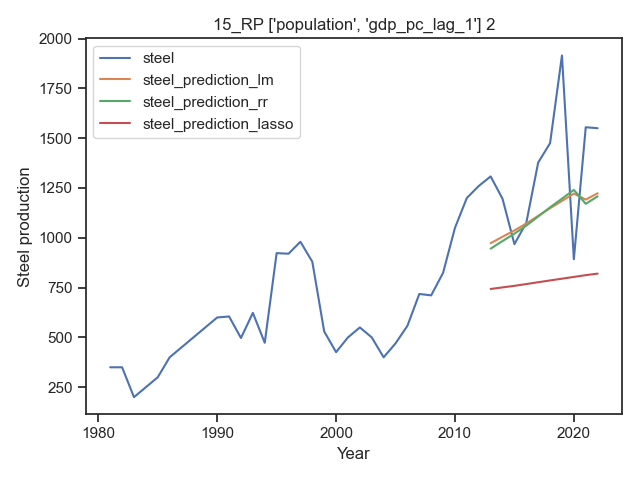 15_RP ['population', 'gdp_pc_lag_1'] 2
steel
steel_prediction_lm
steel_prediction_rr
steel_prediction_lasso
2000
1750
1500
1250
1000
750
500
250
Steel production
1980
1990
2000
2010
2020
Year